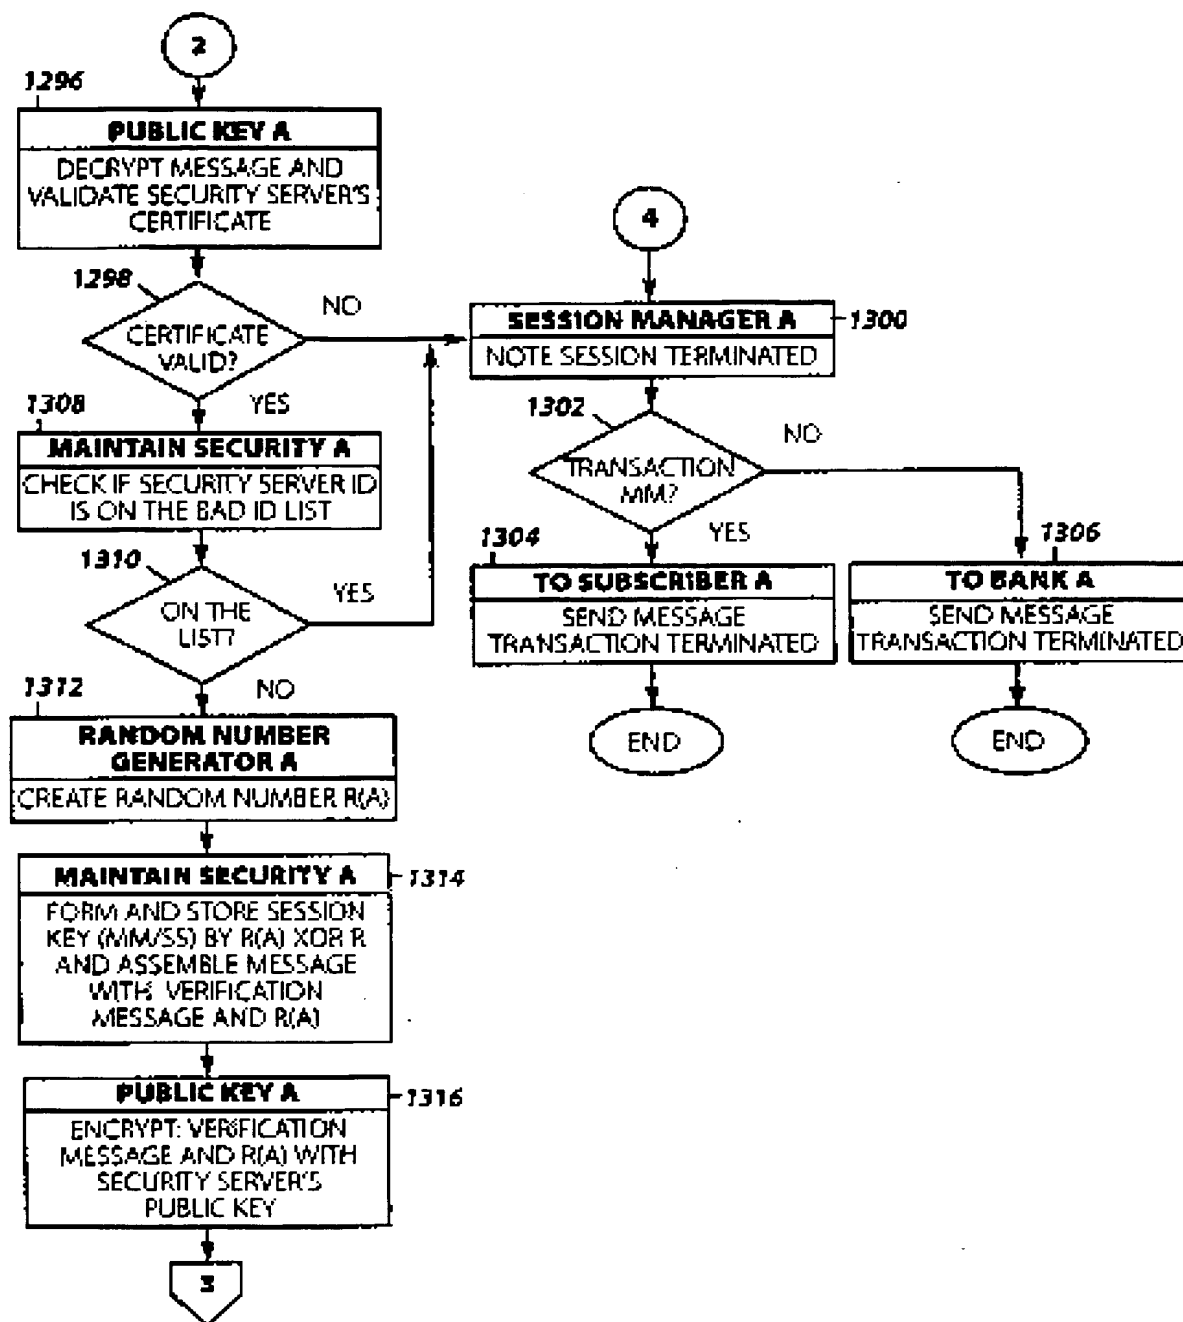 2
1296
PUBLIC KEY A
DECRYPT MESSAGE AND
VALIDATE SECURITY SERVER'S
CERTIFICATE
1298
CERTIFICATE
VALID?
NO
YES
1308
MAINTAIN SECURITY A
CHECK IF SECURITY SERVER ID
IS ON THE BAD ID LIST
1310
ON THE
LIST?
YES
NO
1312
RANDOM NUMBER
GENERATOR A
CREATE RANDOM NUMBER R(A)
MAINTAIN SECURITY A
1314
FORM AND STORE SESSION
KEY (MM/SS) BY R(A) XOR R
AND ASSEMBLE MESSAGE
WITH: VERIFICATION
MESSAGE AND R(A)
PUBLIC KEY A
1316
ENCRYPT: VERIFICATION
MESSAGE AND R(A) WITH
SECURITY SERVER'S
PUBLIC KEY
3
4
SESSION MANAGER A
1300
NOTE SESSION TERMINATED
1302
TRANSACTION
MM?
NO
YES
1304
TO SUBSCRIBER A
SEND MESSAGE
TRANSACTION TERMINATED
END
1306
TO BANK A
SEND MESSAGE
TRANSACTION TERMINATED
END